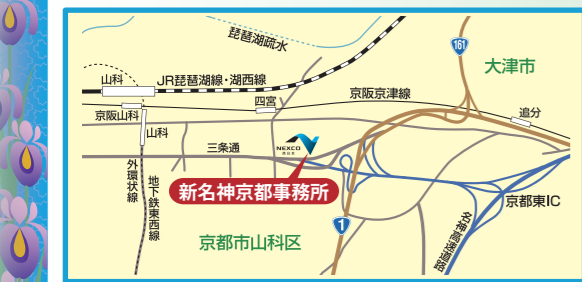 琵琶湖疏水
161
大津市
山科
JR琵琶湖線・湖西線
四宮
京阪京津線
追分
京阪山科
山科
三条通
NEXCO
外環状線
地下鉄東西線
新名神京都事務所
京都東IC
1
名神高速道路
京都市山科区